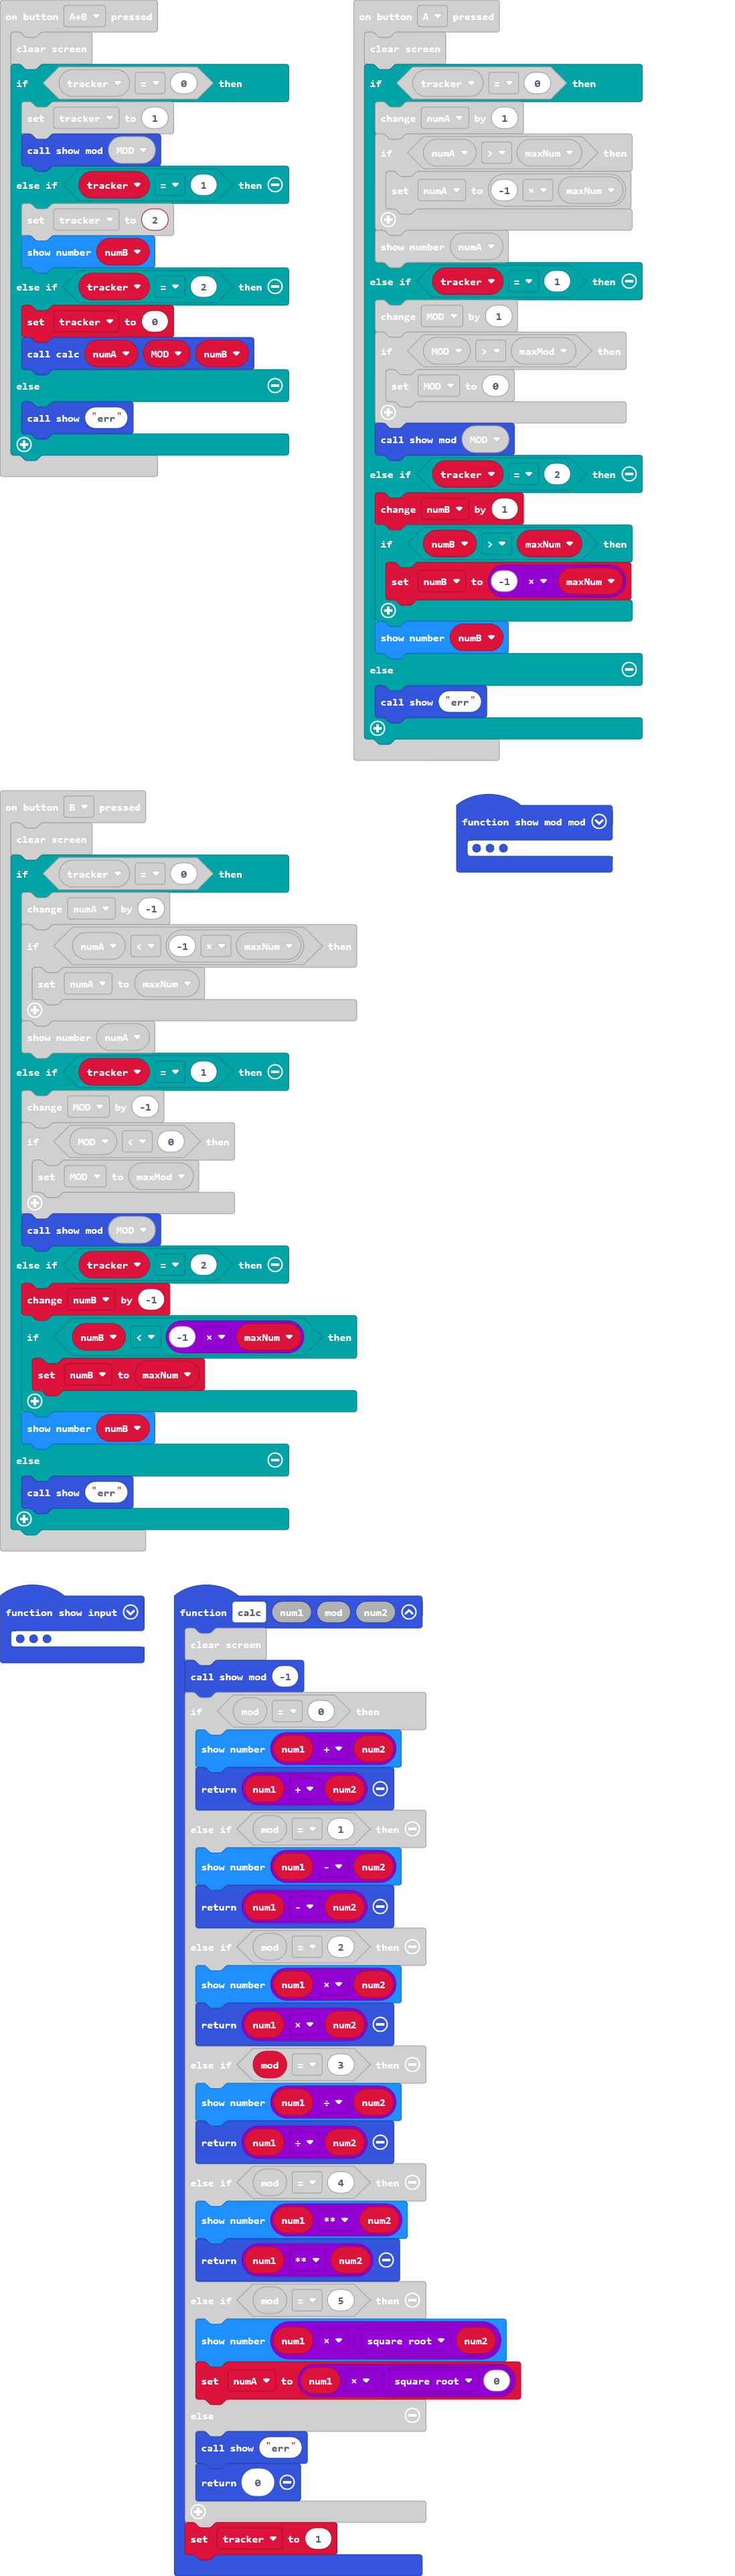 on button A+B pressed
clear screen
if tracker = 0 then
set tracker to 1
call show mod MOD
else if tracker = 1 then
set tracker to 2
show number numB
else if tracker = 2 then
set tracker to 0
call calc numA MOD numB
else
call show "err"
on button A pressed
clear screen
if tracker = 0 then
change numA by 1
if numA > maxNum then
set numA to -1 × maxNum
show number numA
else if tracker = 1 then
change MOD by 1
if MOD > maxMod then
set MOD to 0
call show mod MOD
else if tracker = 2 then
change numB by 1
if numB > maxNum then
set numB to -1 × maxNum
show number numB
else
call show "err"
on button B pressed
clear screen
if tracker = 0 then
change numA by -1
if numA < -1 × maxNum then
set numA to maxNum
show number numA
else if tracker = 1 then
change MOD by -1
if MOD < 0 then
set MOD to maxMod
call show mod MOD
else if tracker = 2 then
change numB by -1
if numB < -1 × maxNum then
set numB to maxNum
show number numB
else
call show "err"
function show mod mod
function show input
function calc num1 mod num2
clear screen
call show mod -1
if mod = 0 then
show number num1 + num2
return num1 + num2
else if mod = 1 then
show number num1 - num2
return num1 - num2
else if mod = 2 then
show number num1 × num2
return num1 × num2
else if mod = 3 then
show number num1 ÷ num2
return num1 ÷ num2
else if mod = 4 then
show number num1 ** num2
return num1 ** num2
else if mod = 5 then
show number num1 × square root num2
set numA to num1 × square root 0
else
call show "err"
return 0
set tracker to 1